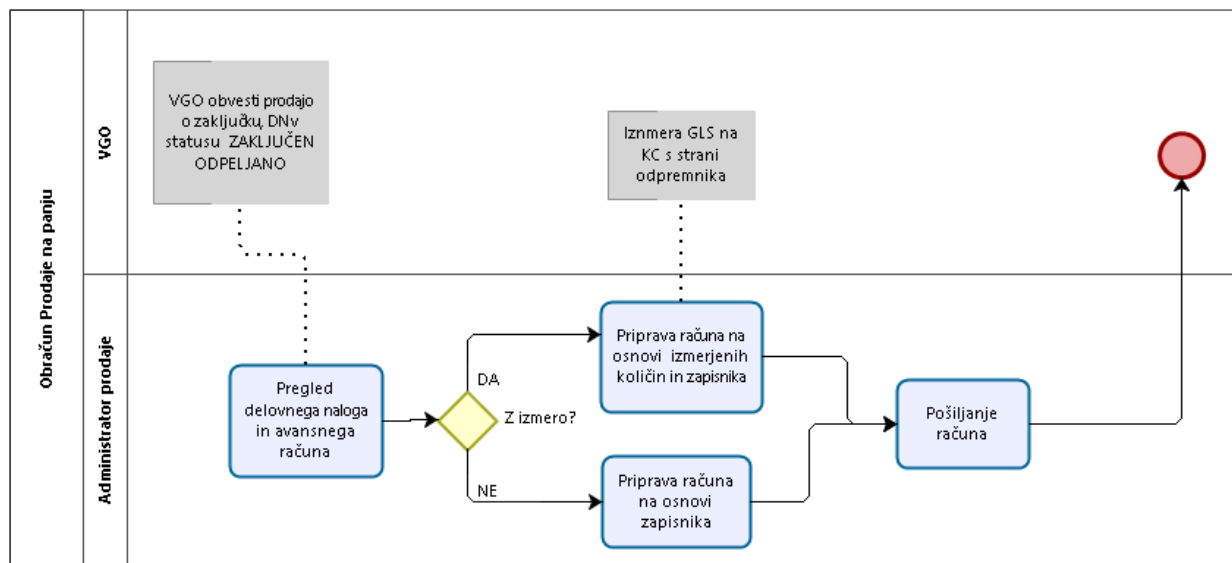 Obračun Prodaje na panju
VGO
VGO obvesti prodajo
o zaključku, DNv
statusu ZAKLJUČEN
ODPELJANO
Iznmera GLS na
KC s strani
odpremnika
Administrator prodaje
Pregled
delovnega naloga
in avansnega
računa
DA
Z izmero?
NE
Priprava računa na
osnovi izmerjenih
količin in zapisnika
Priprava računa
na osnovi
zapisnika
Pošiljanje
računa